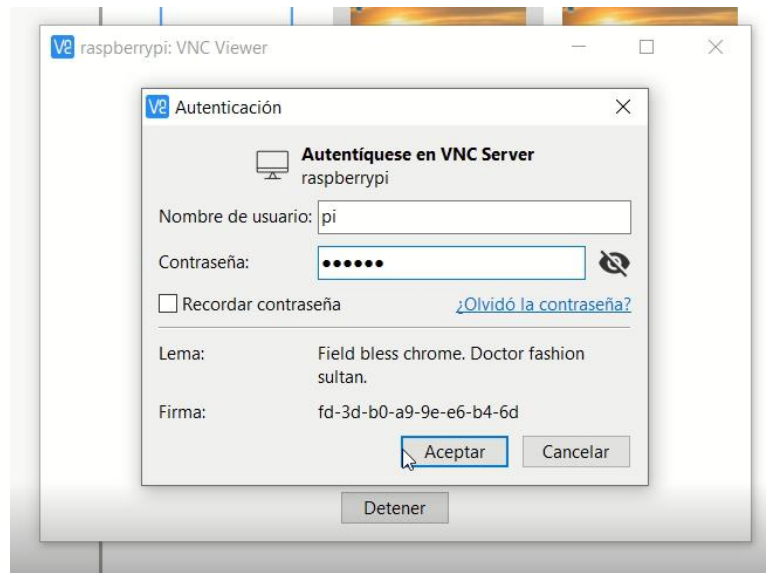 V2 raspberrypi: VNC Viewer
V2 Autenticación
Autentíquese en VNC Server
raspberrypi
Nombre de usuario: pi
Contraseña: ●●●●●●
Recordar contraseña ¿Olvidó la contraseña?
Lema: Field bless chrome. Doctor fashion
sultan.
Firma: fd-3d-b0-a9-9e-e6-b4-6d
Aceptar Cancelar
Detener